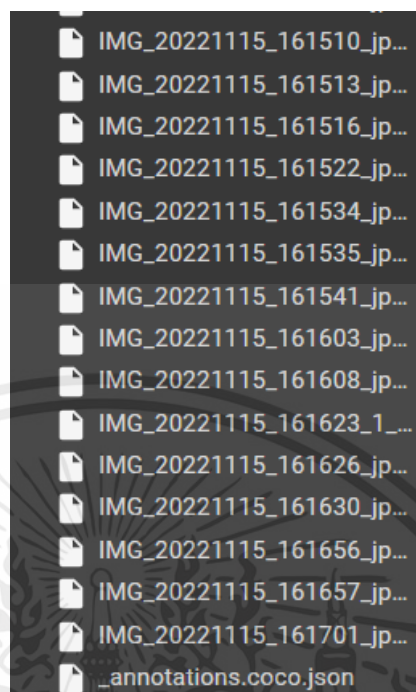 IMG_20221115_161510_jp...
IMG_20221115_161513_jp...
IMG_20221115_161516_jp...
IMG_20221115_161522_jp...
IMG_20221115_161534_jp...
IMG_20221115_161535_jp...
IMG_20221115_161541_jp...
IMG_20221115_161603_jp...
IMG_20221115_161608_jp...
IMG_20221115_161623_1_...
IMG_20221115_161626_jp...
IMG_20221115_161630_jp...
IMG_20221115_161656_jp...
IMG_20221115_161657_jp...
IMG_20221115_161701_jp...
_annotations.coco.json